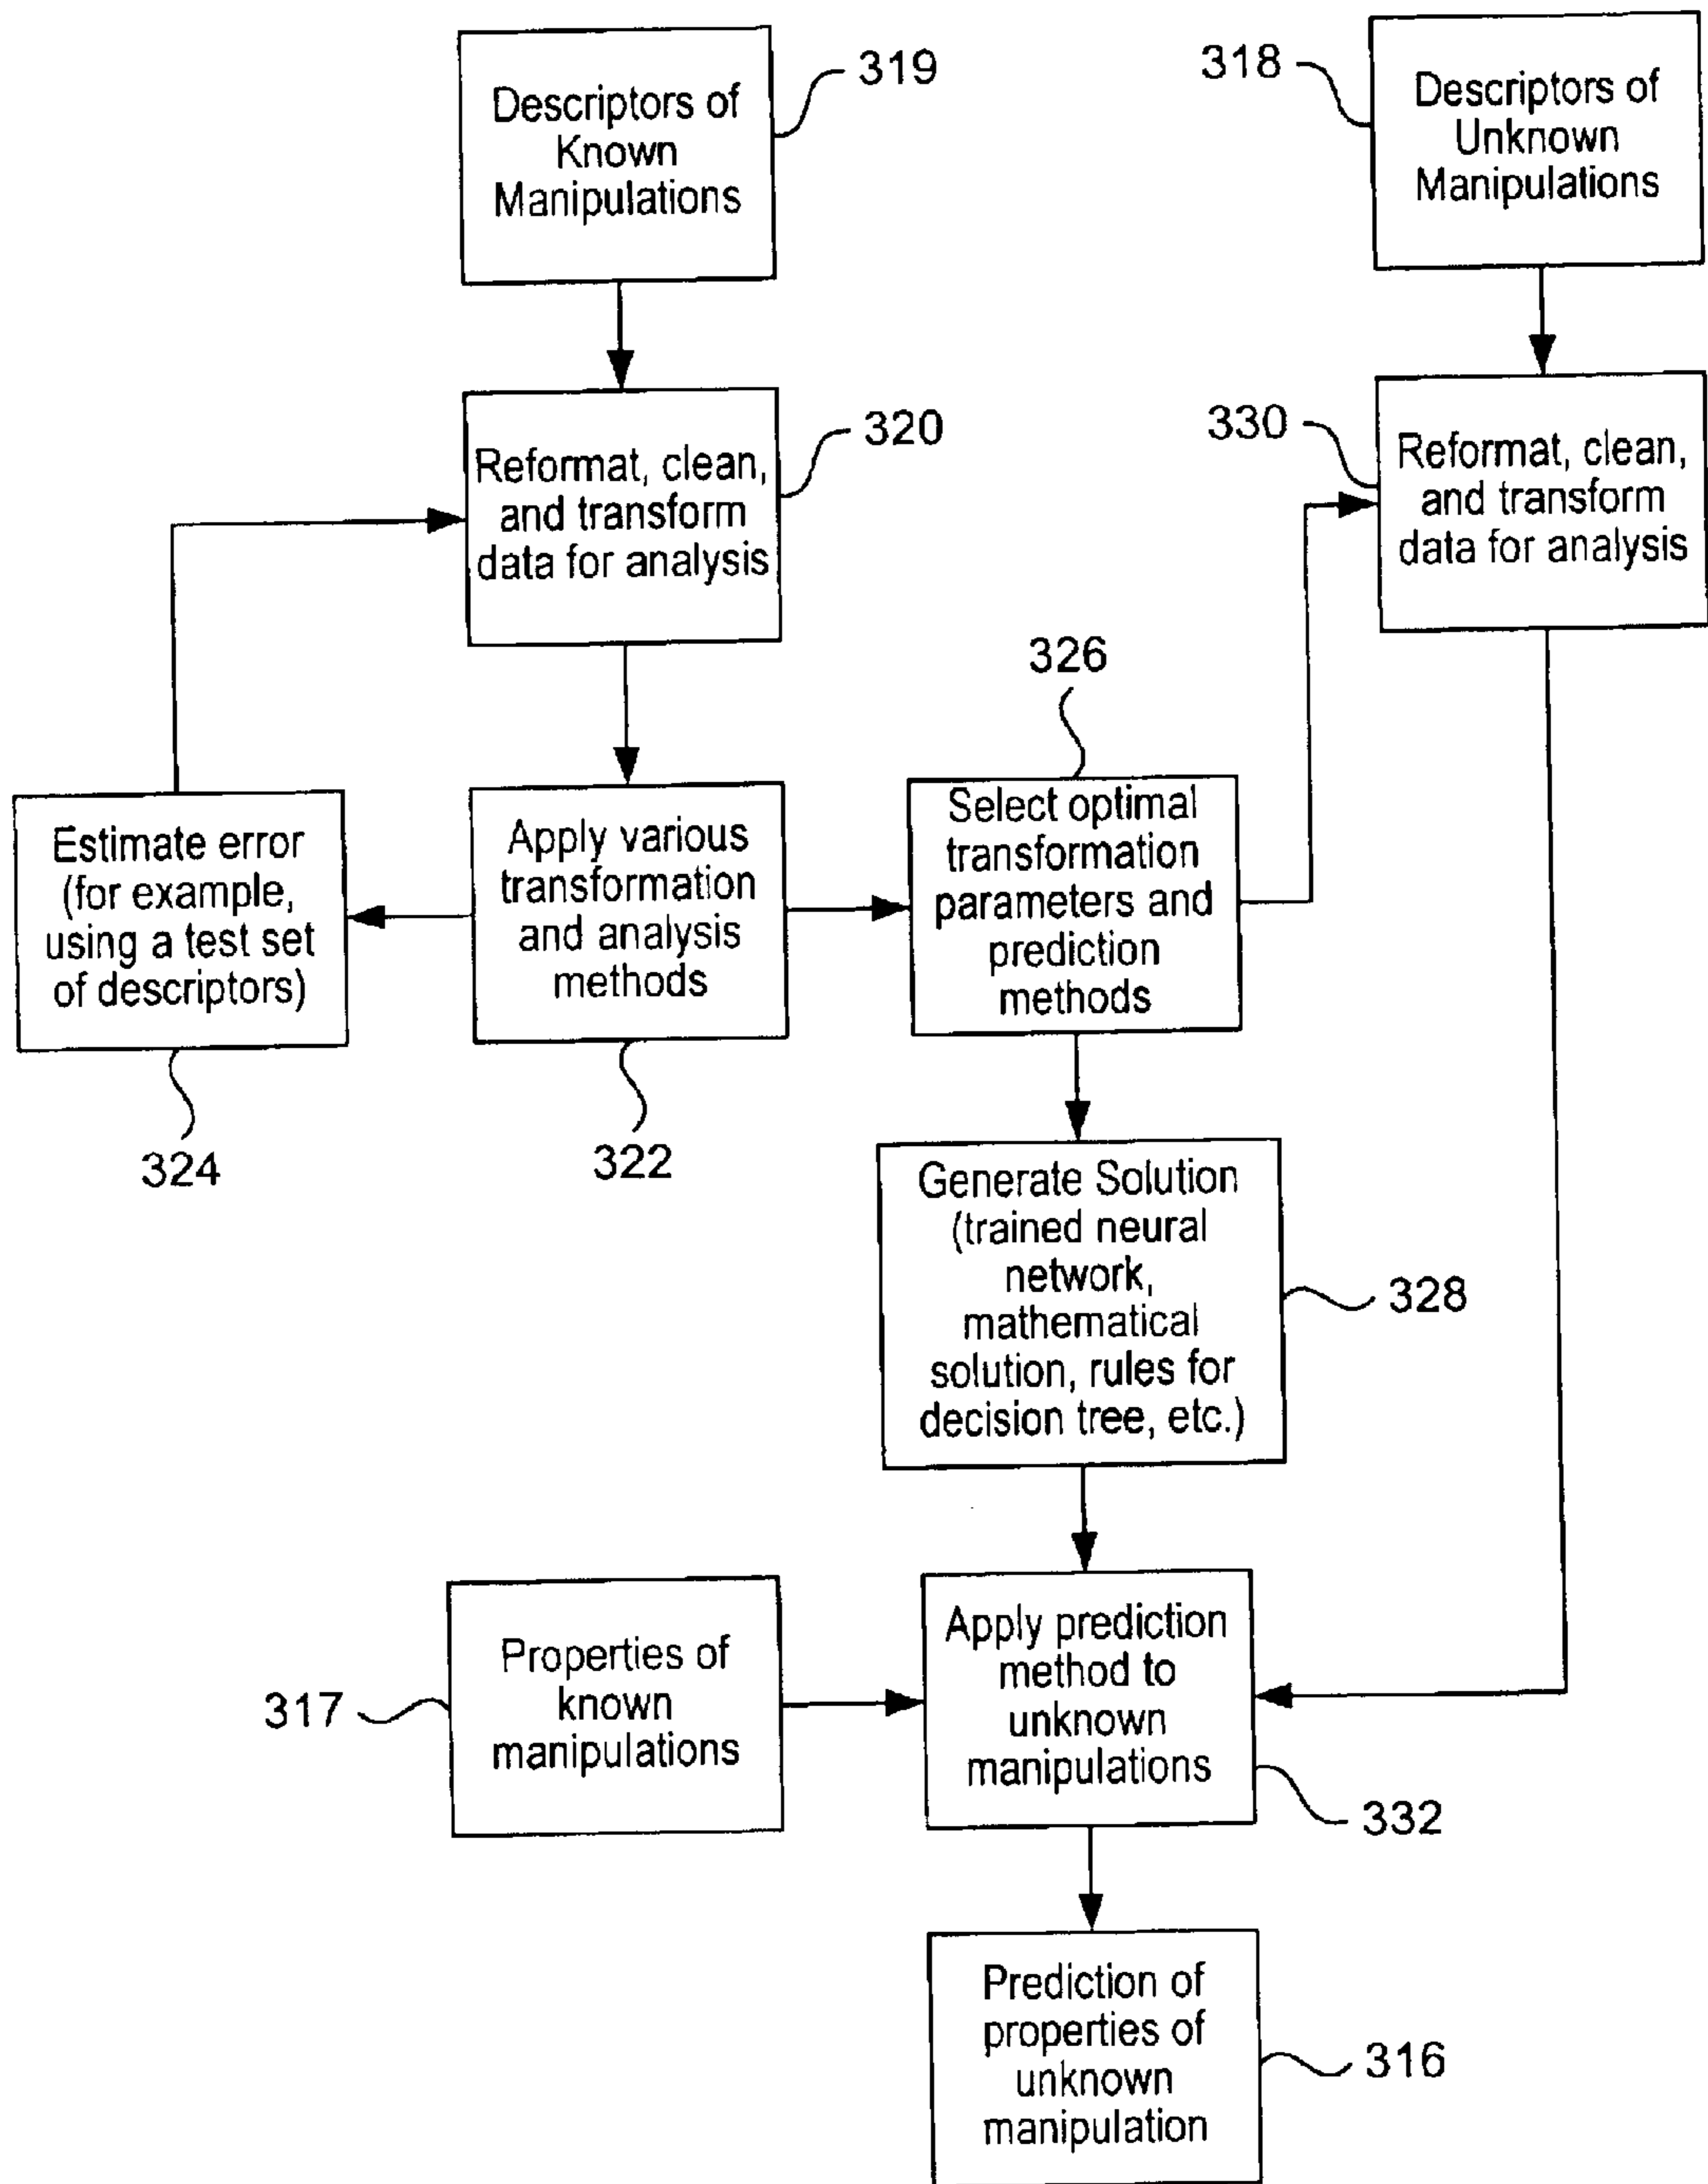 Descriptors of
Known
Manipulations
319
318
Descriptors of
Unknown
Manipulations
Reformat, clean,
and transform
data for analysis
320
330
Reformat, clean,
and transform
data for analysis
326
Estimate error
(for example,
using a test set
of descriptors)
324
Apply various
transformation
and analysis
methods
322
Select optimal
transformation
parameters and
prediction
methods
Generate Solution
(trained neural
network,
mathematical
solution, rules for
decision tree, etc.)
328
317
Properties of
known
manipulations
Apply prediction
method to
unknown
manipulations
332
Prediction of
properties of
unknown
manipulation
316